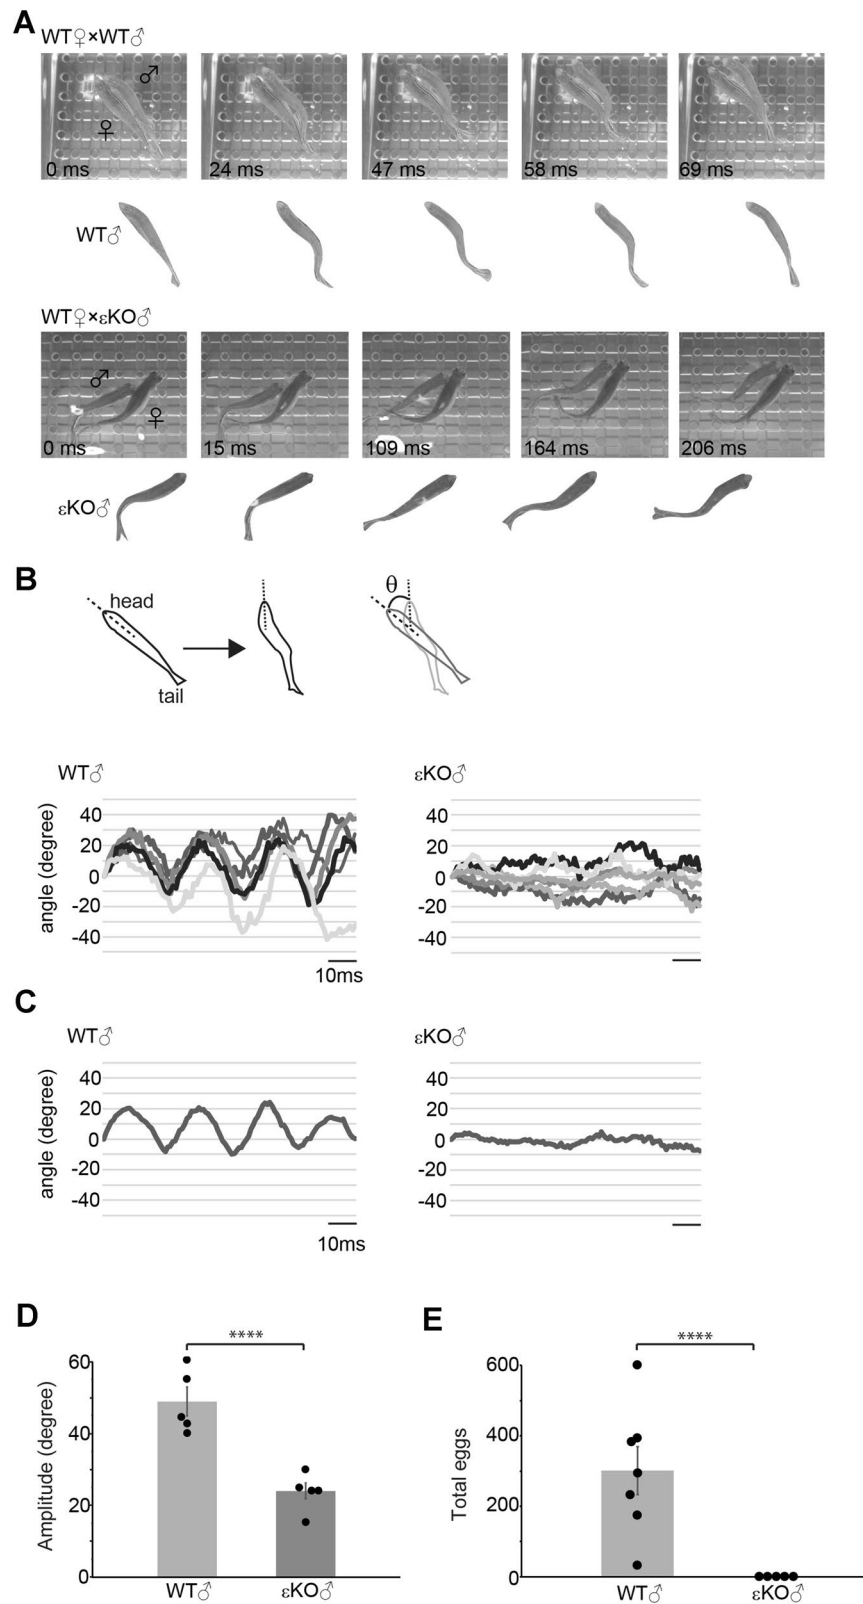 A
WT♀×WT♂
♂
♀
0 ms
24 ms
47 ms
58 ms
69 ms
WT♂
WT♀×εKO♂
♂
♀
0 ms
15 ms
109 ms
164 ms
206 ms
εKO♂
B
head
tail
θ
WT♂
εKO♂
angle (degree)
40
20
0
-20
-40
10ms
40
20
0
-20
-40
C
WT♂
εKO♂
angle (degree)
40
20
0
-20
-40
10ms
40
20
0
-20
-40
D
****
Amplitude (degree)
60
40
20
0
WT♂
εKO♂
E
****
Total eggs
600
400
200
0
WT♂
εKO♂